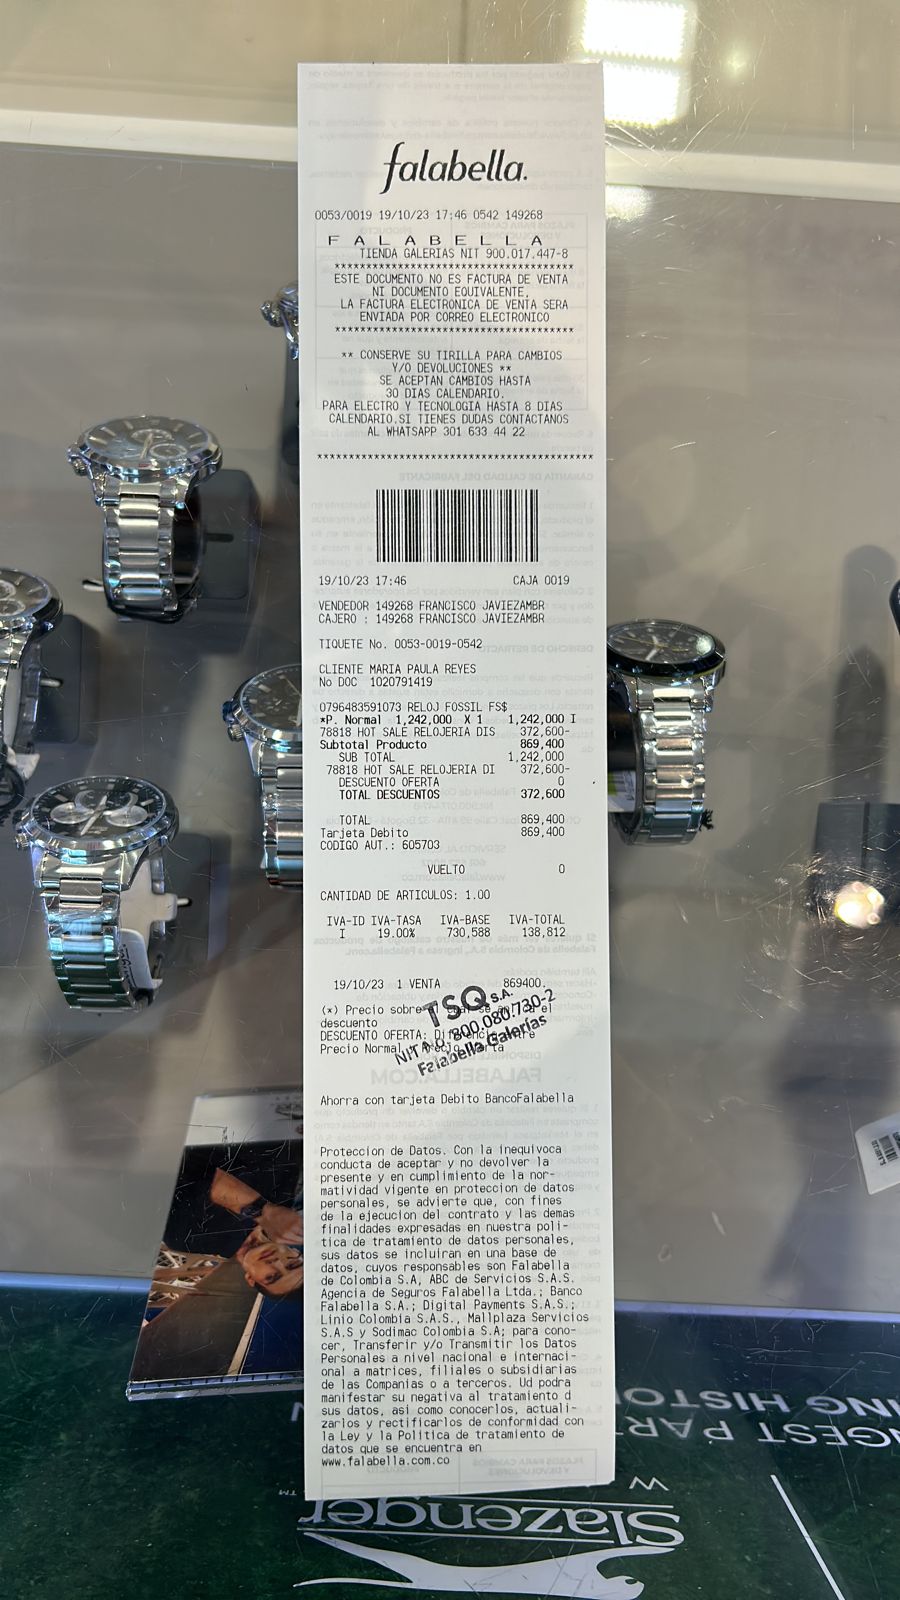 falabella.
0053/0019 19/10/23 17:46 0542 149268
F A L A B E L L A
TIENDA GALERIAS NIT 900.017.447-8
**********************************
ESTE DOCUMENTO NO ES FACTURA DE VENTA
NI DOCUMENTO EQUIVALENTE,
LA FACTURA ELECTRONICA DE VENTA SERA
ENVIADA POR CORREO ELECTRONICO
**********************************
** CONSERVE SU TIRILLA PARA CAMBIOS
Y/O DEVOLUCIONES **
SE ACEPTAN CAMBIOS HASTA
30 DIAS CALENDARIO.
PARA ELECTRO Y TECNOLOGIA HASTA 8 DIAS
CALENDARIO.SI TIENES DUDAS CONTACTANOS
AL WHATSAPP 301 633 44 22
***************************************
19/10/23 17:46 CAJA 0019
VENDEDOR 149268 FRANCISCO JAVIEZAMBR
CAJERO : 149268 FRANCISCO JAVIEZAMBR
TIQUETE No. 0053-0019-0542
CLIENTE MARIA PAULA REYES
No DOC 1020791419
0796483591073 RELOJ FOSSIL FS$
*P. Normal 1,242,000 X 1 1,242,000 I
78818 HOT SALE RELOJERIA DIS 372,600-
Subtotal Producto 869,400
SUB TOTAL 1,242,000
78818 HOT SALE RELOJERIA DI 372,600-
DESCUENTO OFERTA 0
TOTAL DESCUENTOS 372,600
TOTAL 869,400
Tarjeta Debito 869,400
CODIGO AUT.: 605703
VUELTO 0
CANTIDAD DE ARTICULOS: 1.00
IVA-ID IVA-TASA IVA-BASE IVA-TOTAL
I 19.00% 730,588 138,812
19/10/23 1 VENTA 869400.
TSQ S.A.
NIT 800.080.730-2
Falabella Galerías
(*) Precio sobre el
descuento
DESCUENTO OFERTA: Diferencia entre
Precio Normal y Precio Oferta
Ahorra con tarjeta Debito BancoFalabella
Proteccion de Datos. Con la inequivoca
conducta de aceptar y no devolver la
presente y en cumplimiento de la nor-
matividad vigente en proteccion de datos
personales, se advierte que, con fines
de la ejecucion del contrato y las demas
finalidades expresadas en nuestra poli-
tica de tratamiento de datos personales,
sus datos se incluiran en una base de
datos, cuyos responsables son Falabella
de Colombia S.A, ABC de Servicios S.A.S.
Agencia de Seguros Falabella Ltda.; Banco
Falabella S.A.; Digital Payments S.A.S.;
Linio Colombia S.A.S., Mallplaza Servicios
S.A.S y Sodimac Colombia S.A; para cono-
cer, Transferir y/o Transmitir los Datos
Personales a nivel nacional e internaci-
onal a matrices, filiales o subsidiarias
de las Companias o a terceros. Ud podra
manifestar su negativa al tratamiento d
sus datos, asi como conocerlos, actuali-
zarlos y rectificarlos de conformidad con
la Ley y la Politica de tratamiento de
datos que se encuentra en
www.falabella.com.co
Slazenger